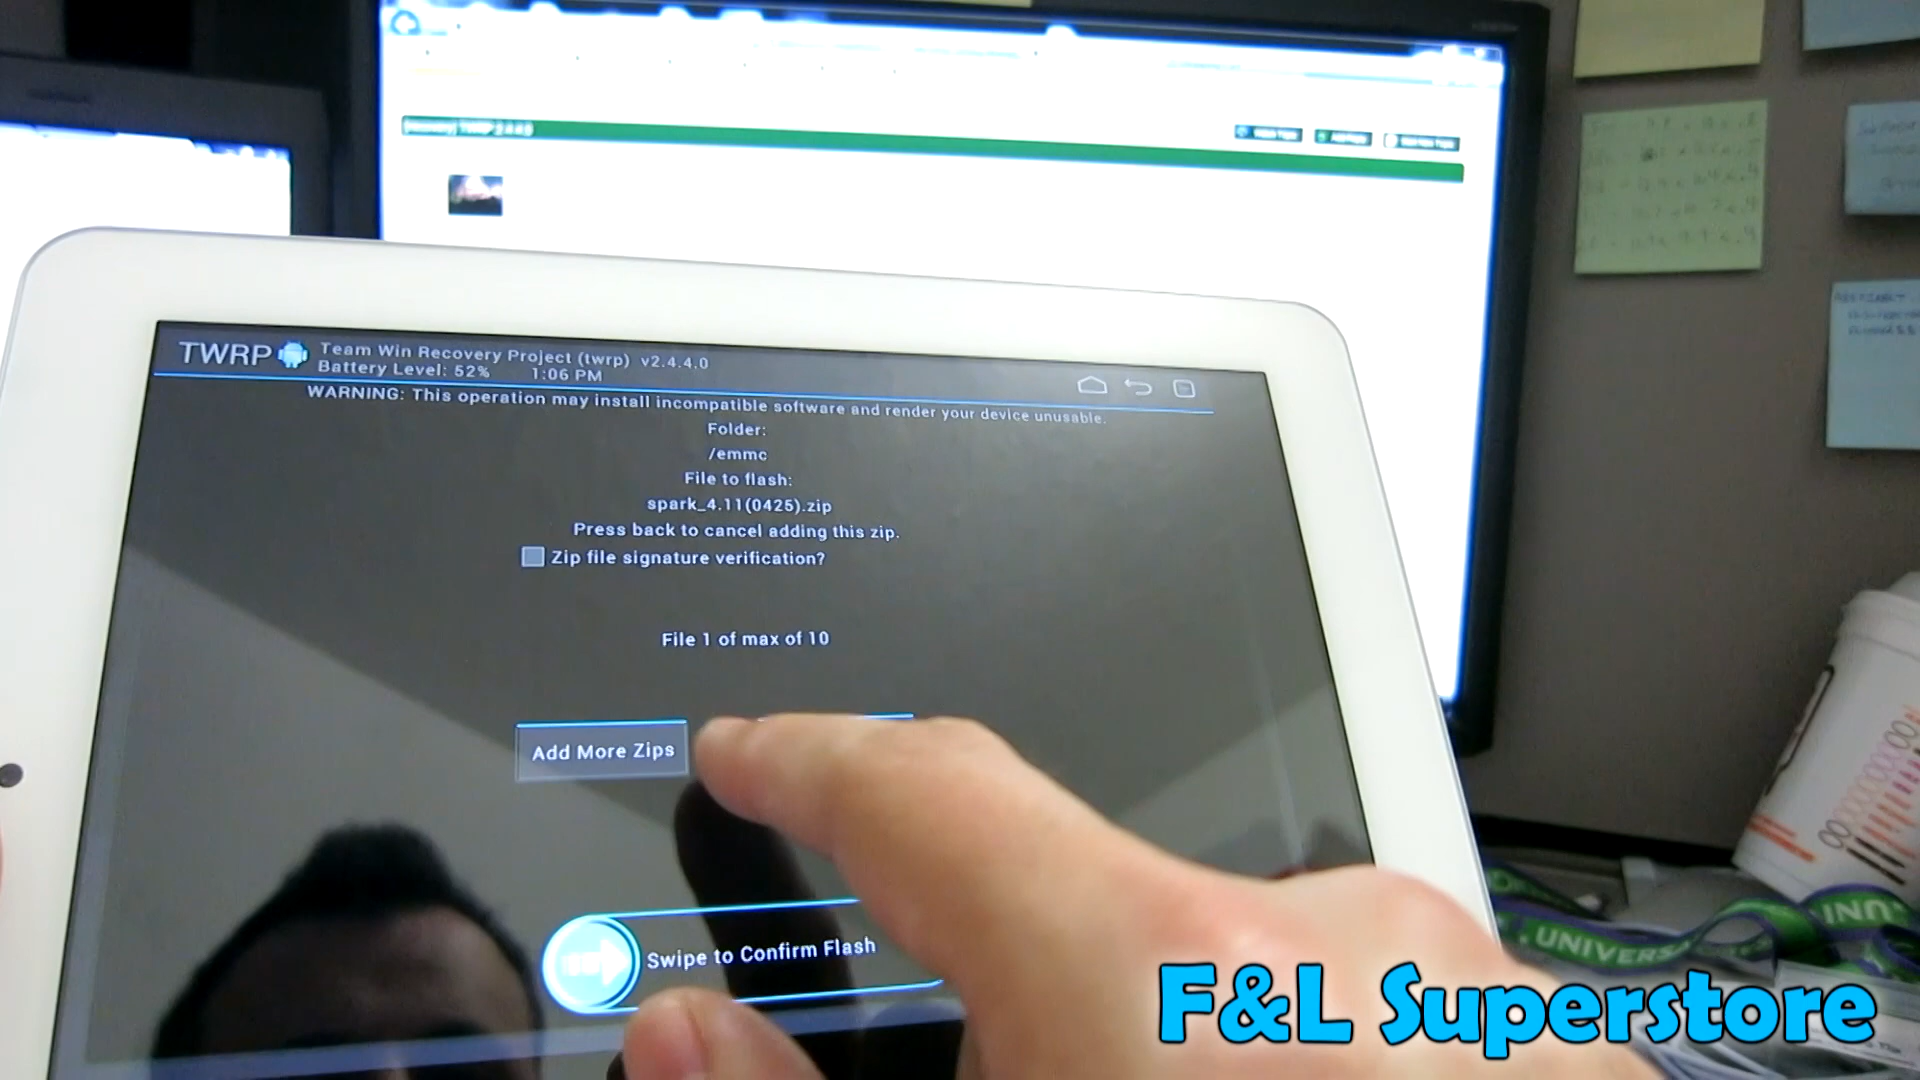 TWRP
Team Win Recovery Project (twrp) v2.4.4.0
Battery Level: 52% 1:06 PM
WARNING: This operation may install incompatible software and render your device unusable.
Folder:
/emmc
File to flash:
spark_4.11(0425).zip
Press back to cancel adding this zip.
Zip file signature verification?
File 1 of max of 10
Add More Zips
Swipe to Confirm Flash
UNIVERSA
UNI
F&L Superstore